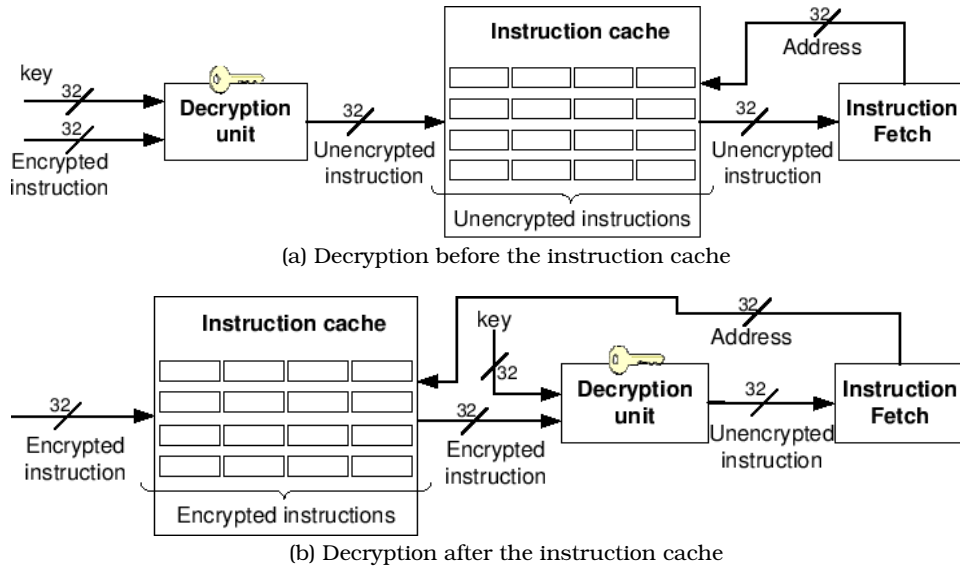 32
Instruction cache
Address
key
32
Decryption
unit
32
32
32
Instruction
Fetch
Encrypted
instruction
Unencrypted
instruction
Unencrypted
instruction
Unencrypted instructions
(a) Decryption before the instruction cache
Instruction cache
key
32
Address
32
Decryption
unit
Instruction
Fetch
32
32
32
Encrypted
instruction
Encrypted
instruction
Unencrypted
instruction
Encrypted instructions
(b) Decryption after the instruction cache